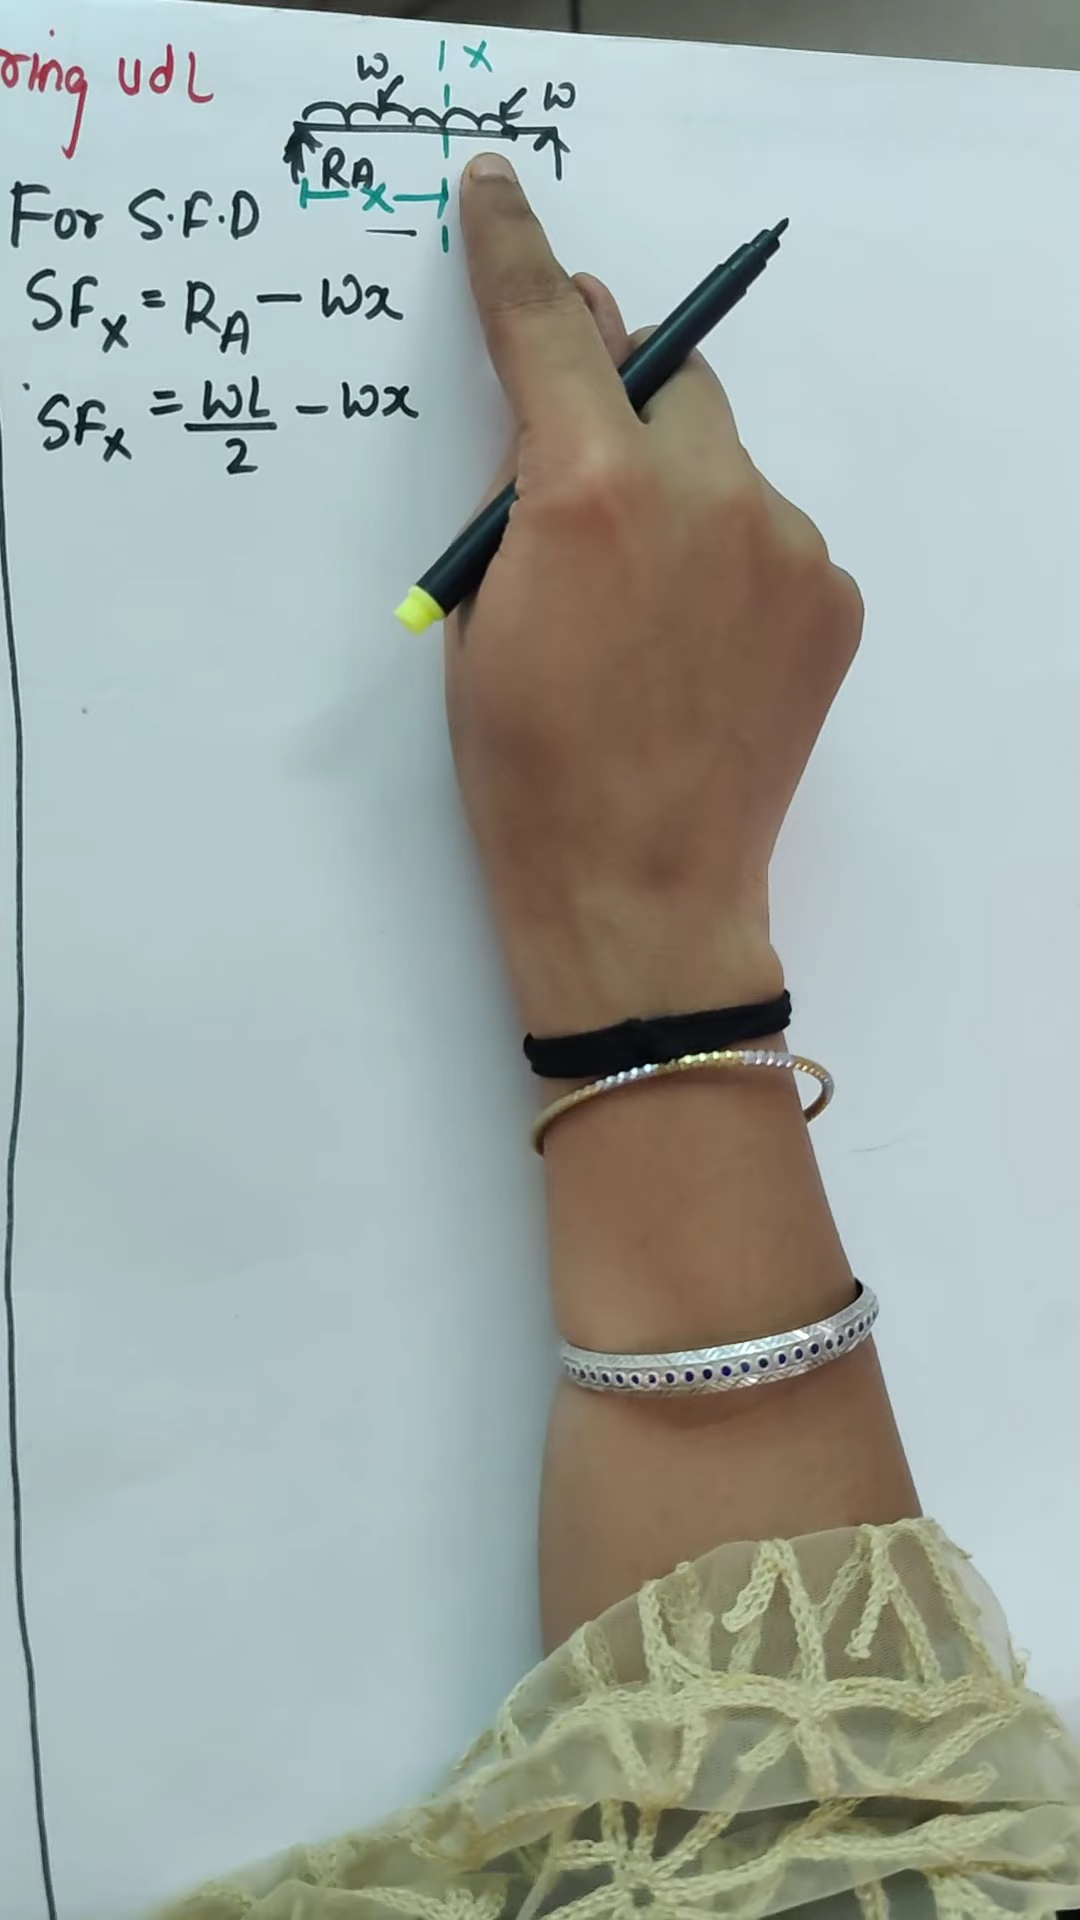 ring udl
W | X
W
RA
x
For S.F.D
SFx = RA - Wx
SFx = WL/2 - Wx